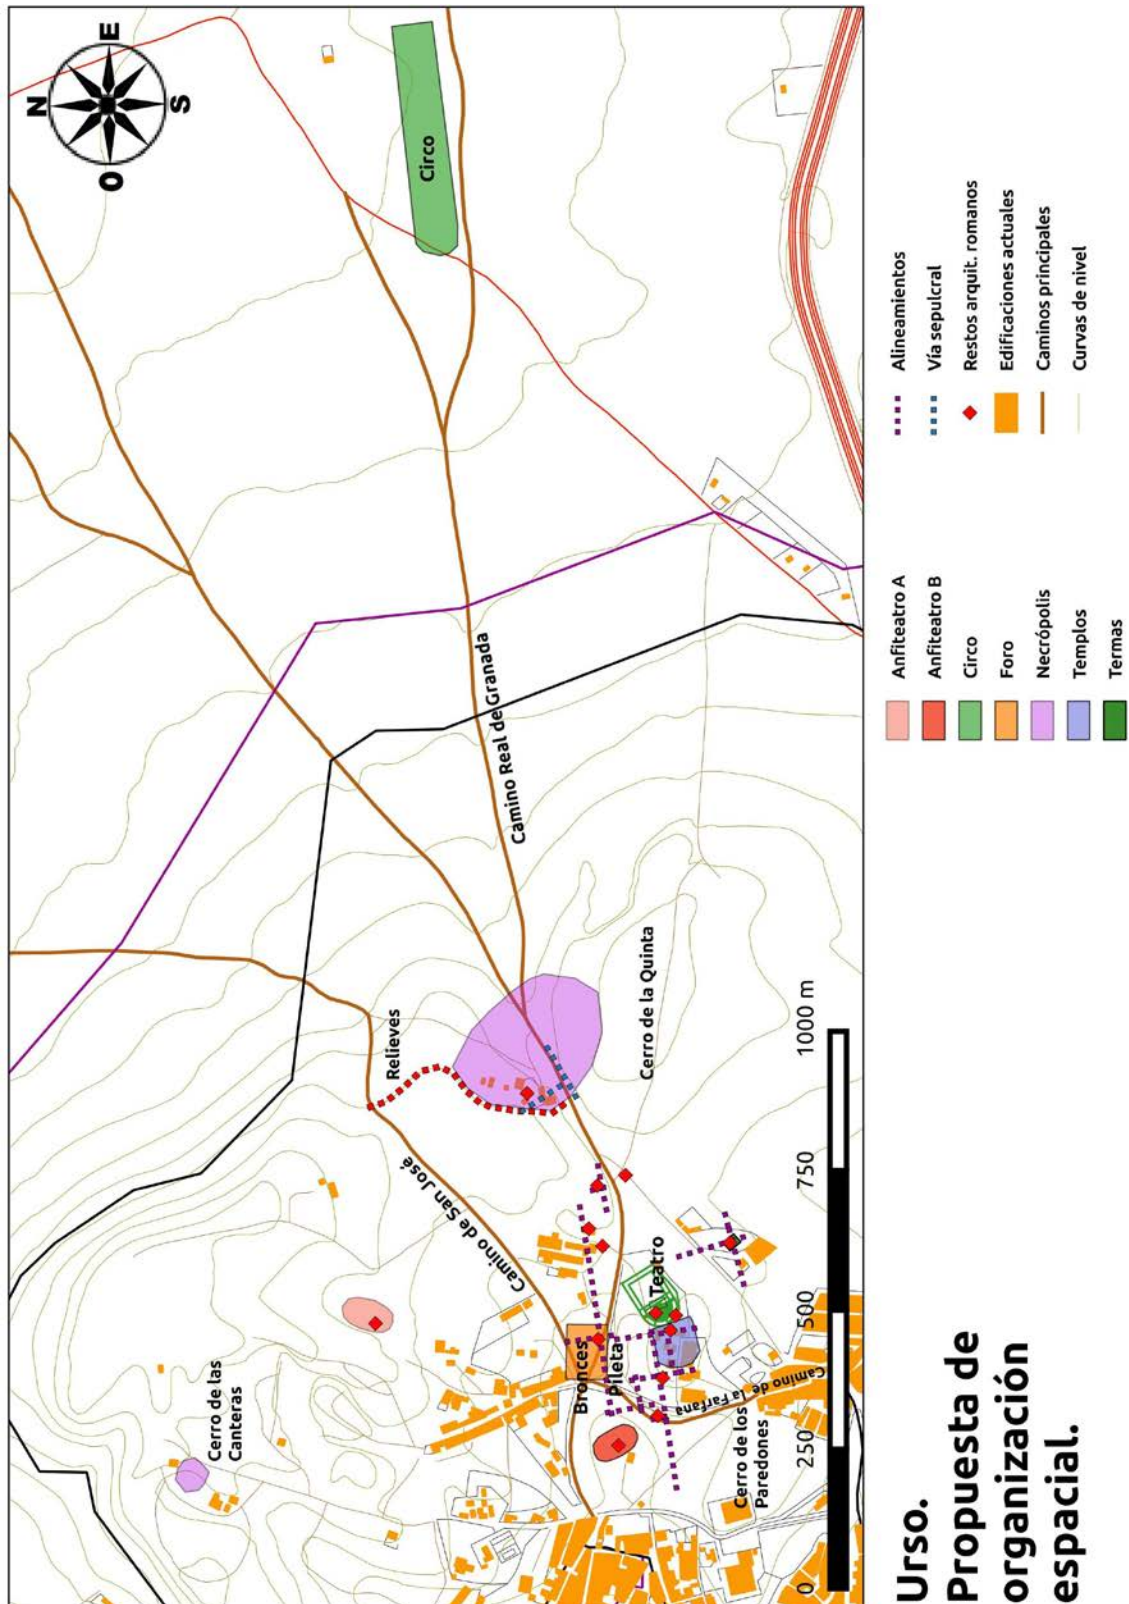 N
E
S
O
Circo
Camino Real de Granada
Relieves
Cerro de la Quinta
Camino de San José
Teatro
Bronces
Pileta
Camino de la Farfana
Cerro de las
Canteras
Cerro de los
Paredones
0
250
500
750
1000 m
Urso.
Propuesta de
organización
espacial.
Anfiteatro A
Anfiteatro B
Circo
Foro
Necrópolis
Templos
Termas
Alineamientos
Vía sepulcral
Restos arquit. romanos
Edificaciones actuales
Caminos principales
Curvas de nivel